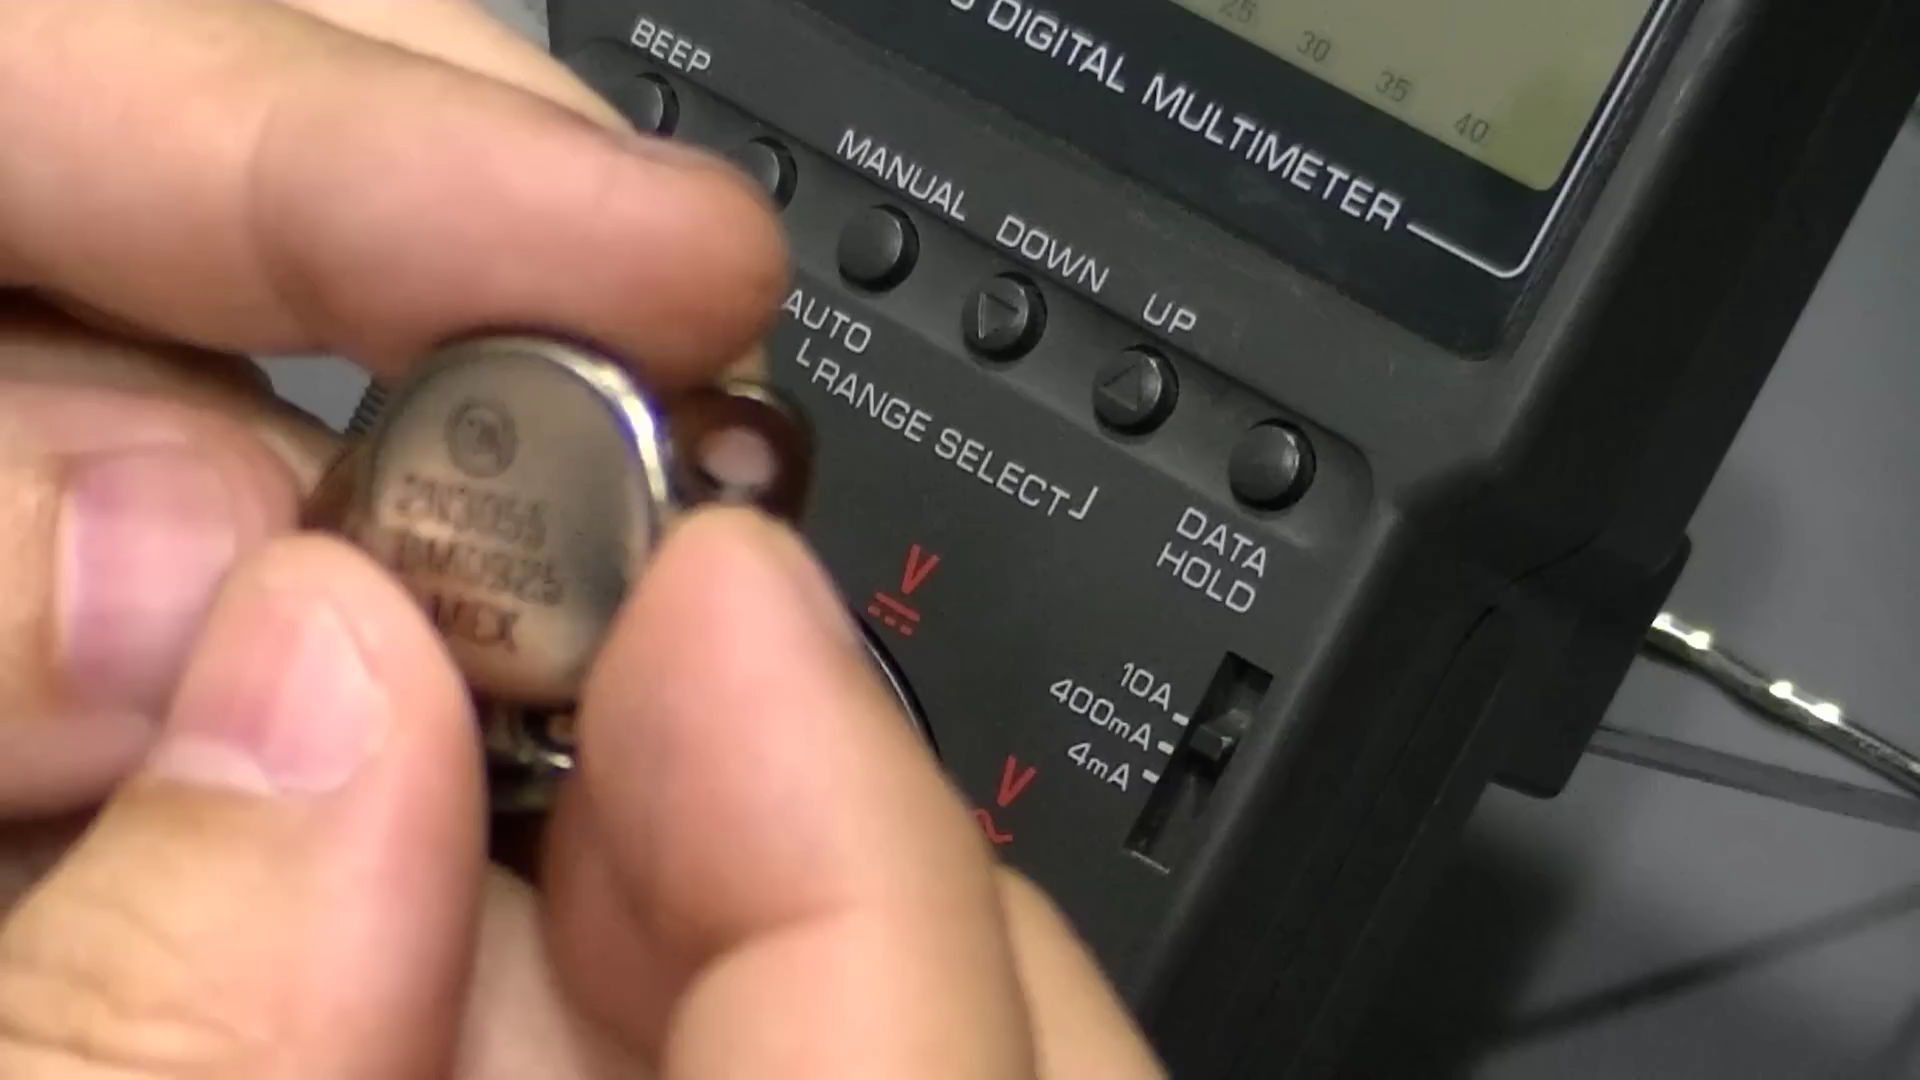 25
30
35
40
DIGITAL MULTIMETER
BEEP
MANUAL
DOWN
UP
AUTO
RANGE SELECT
DATA
HOLD
V
10A
400mA
4mA
V
2N3055
MEX